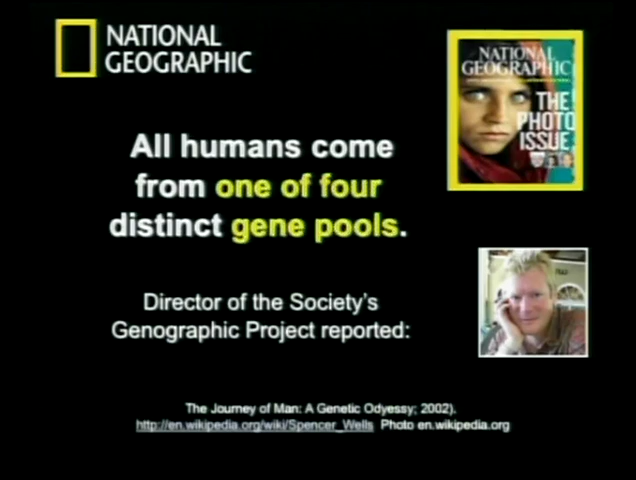 NATIONAL
GEOGRAPHIC
NATIONAL
GEOGRAPHIC
THE
PHOTO
ISSUE
All humans come
from one of four
distinct gene pools.
Director of the Society's
Genographic Project reported:
The Journey of Man: A Genetic Odyessy; 2002).
http://en.wikipedia.org/wiki/Spencer_Wells Photo en.wikipedia.org